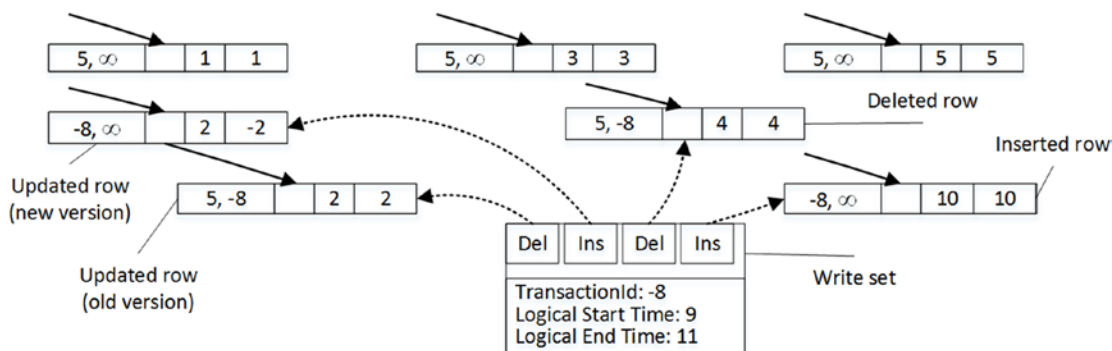 5, ∞ 1 1
5, ∞ 3 3
5, ∞ 5 5
-8, ∞ 2 -2
5, -8 4 4
Deleted row
Inserted row
Updated row
(new version)
5, -8 2 2
-8, ∞ 10 10
Del Ins Del Ins
Updated row
(old version)
Write set
TransactionId: -8
Logical Start Time: 9
Logical End Time: 11